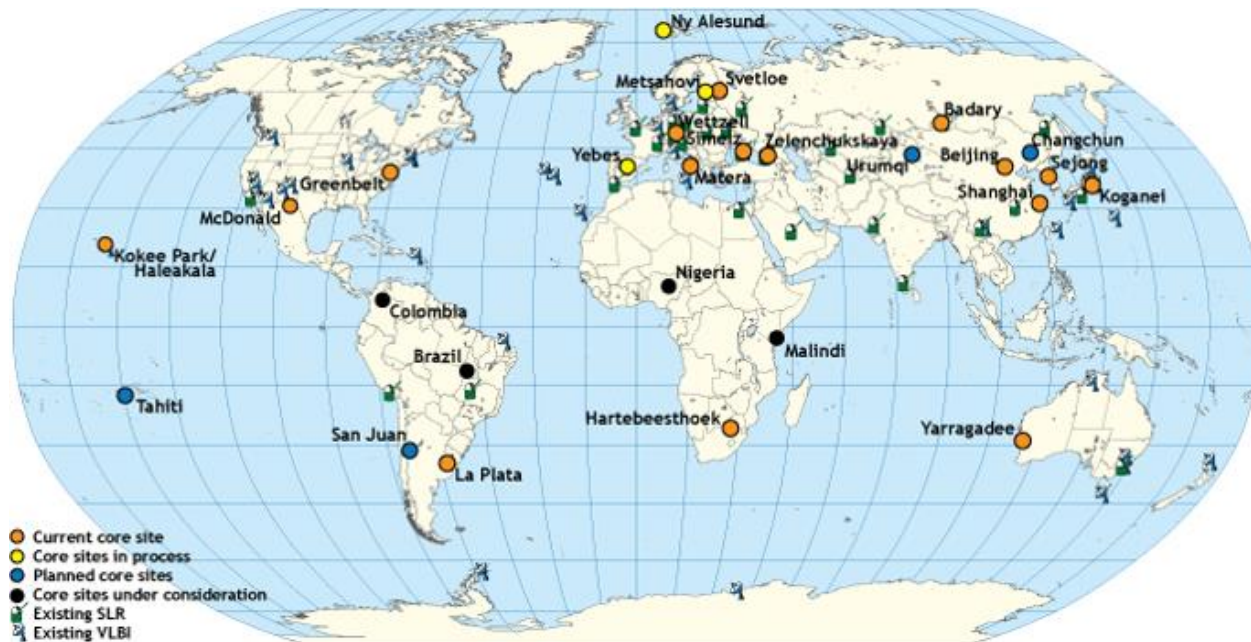 Ny Alesund
Metsahovi
Svetloe
Badary
Wettzell
Simeiz
Zelenchukskaya
Changchun
Yebes
Urumqi
Beijing
Sejong
Greenbelt
Matera
Shanghai
Koganei
McDonald
Kokee Park/
Haleakala
Nigeria
Colombia
Malindi
Brazil
Tahiti
Hartebeesthoek
Yarragadee
San Juan
La Plata
Current core site
Core sites in process
Planned core sites
Core sites under consideration
Existing SLR
Existing VLBI